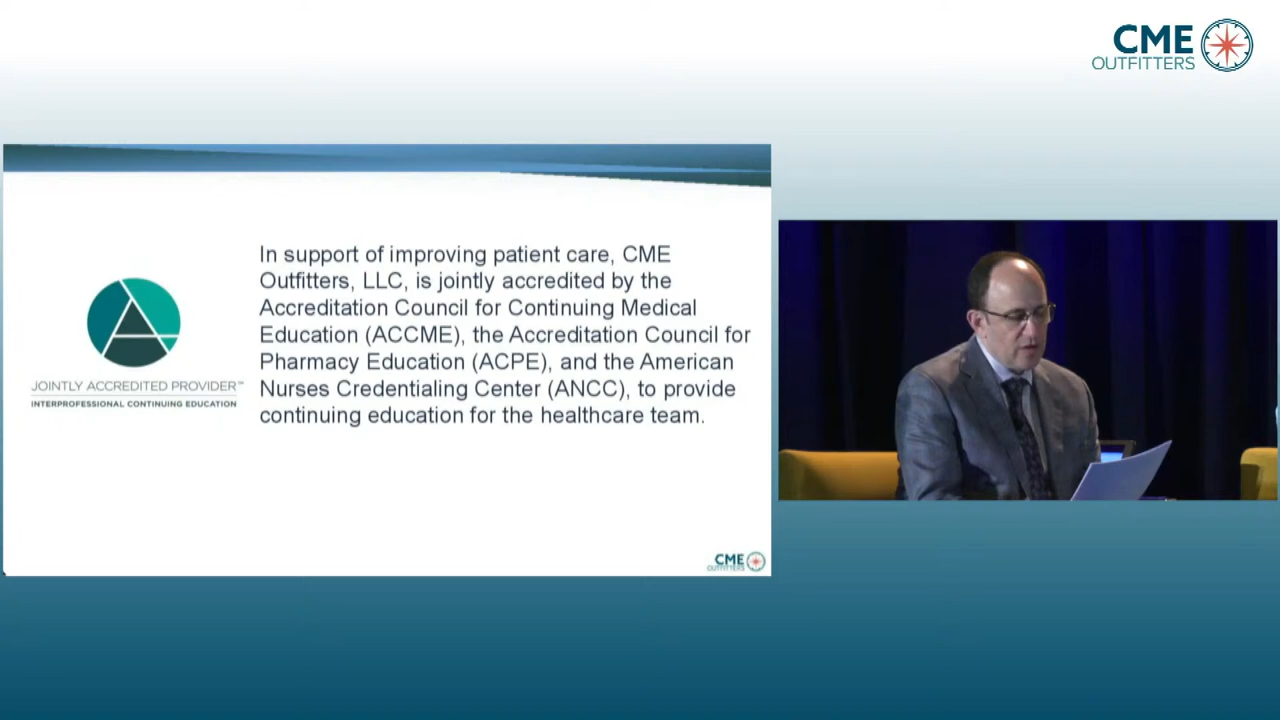 CME
OUTFITTERS
In support of improving patient care, CME
Outfitters, LLC, is jointly accredited by the
Accreditation Council for Continuing Medical
Education (ACCME), the Accreditation Council for
Pharmacy Education (ACPE), and the American
Nurses Credentialing Center (ANCC), to provide
continuing education for the healthcare team.
JOINTLY ACCREDITED PROVIDER℠
INTERPROFESSIONAL CONTINUING EDUCATION
CME
OUTFITTERS